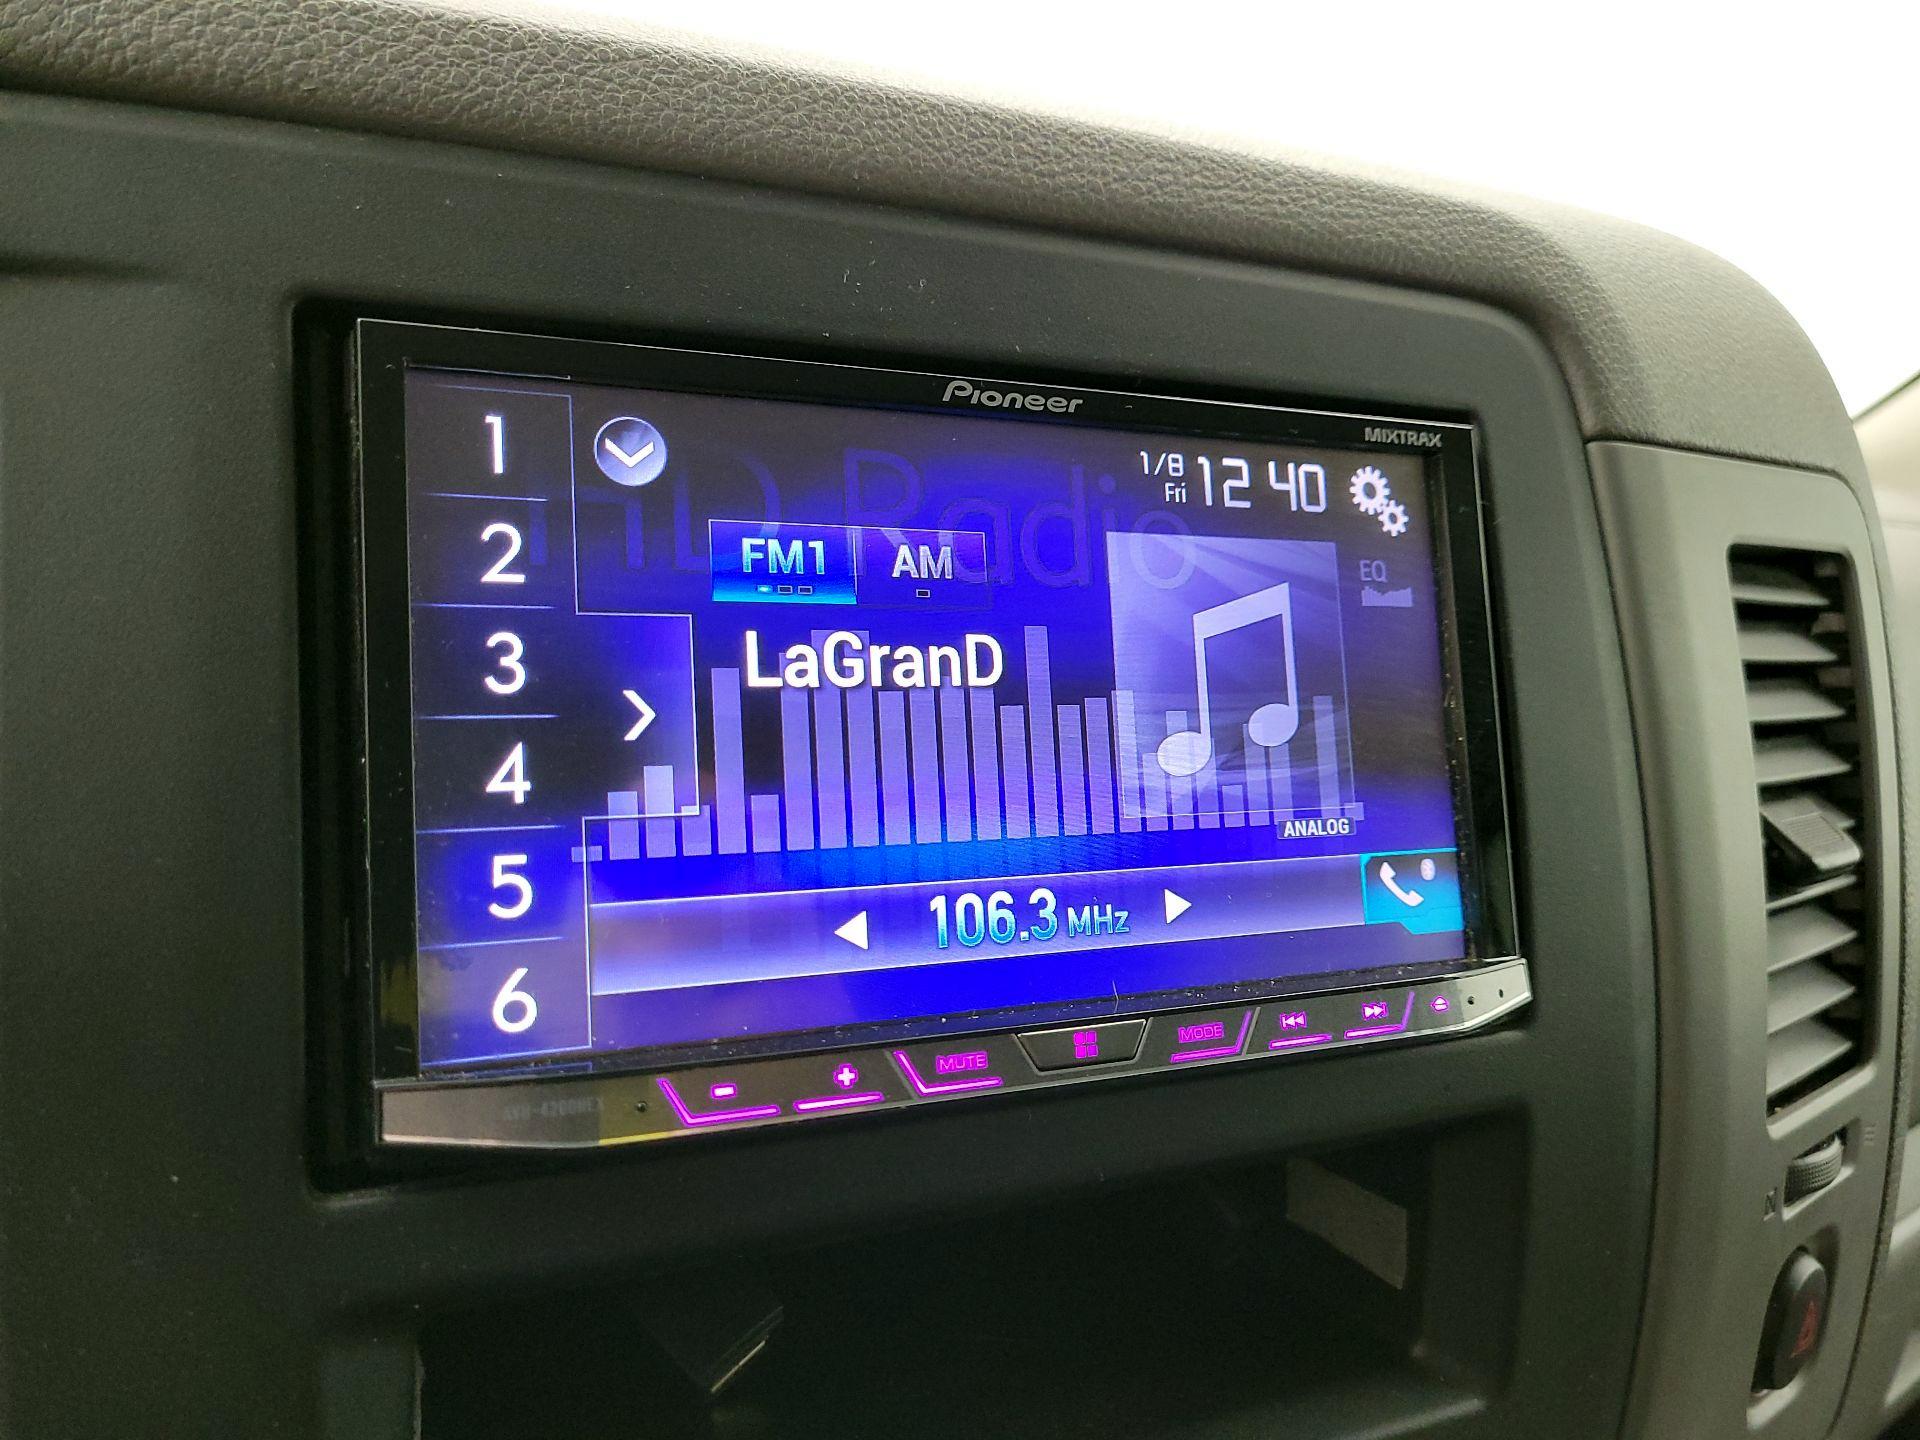 Pioneer
MIXTRAX
1
2
3
4
5
6
HD Radio
1/8
Fri
12 40
FM1
AM
EQ
LaGranD
ANALOG
106.3 MHz
MUTE
MODE